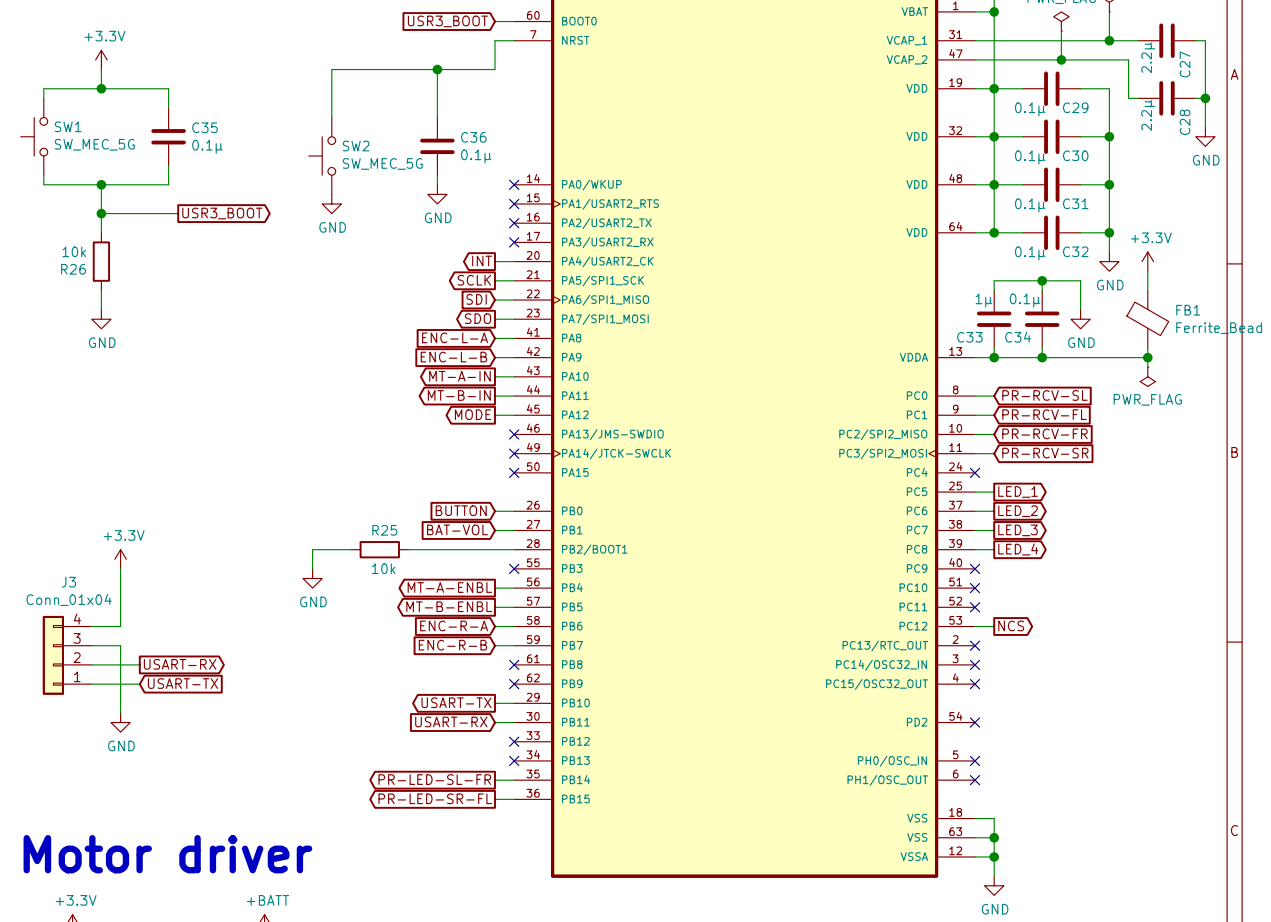 +3.3V
SW1
SW_MEC_5G
C35
0.1μ
USR3_BOOT
10k
R26
GND
USR3_BOOT
60
BOOT0
7
NRST
SW2
SW_MEC_5G
GND
C36
0.1μ
GND
14
PA0/WKUP
15
PA1/USART2_RTS
16
PA2/USART2_TX
17
PA3/USART2_RX
INT
20
PA4/USART2_CK
SCLK
21
PA5/SPI1_SCK
SDI
22
PA6/SPI1_MISO
SDO
23
PA7/SPI1_MOSI
ENC-L-A
41
PA8
ENC-L-B
42
PA9
MT-A-IN
43
PA10
MT-B-IN
44
PA11
MODE
45
PA12
46
PA13/JMS-SWDIO
49
PA14/JTCK-SWCLK
50
PA15
BUTTON
26
PB0
BAT-VOL
27
PB1
R25
10k
GND
28
PB2/BOOT1
55
PB3
MT-A-ENBL
56
PB4
MT-B-ENBL
57
PB5
ENC-R-A
58
PB6
ENC-R-B
59
PB7
61
PB8
62
PB9
USART-TX
29
PB10
USART-RX
30
PB11
33
PB12
34
PB13
PR-LED-SL-FR
35
PB14
PR-LED-SR-FL
36
PB15
+3.3V
J3
Conn_01x04
4
3
2
USART-RX
1
USART-TX
GND
PWR_FLAG
VBAT
1
VCAP_1
31
VCAP_2
47
2.2μ
C27
2.2μ
C28
GND
VDD
19
0.1μ
C29
VDD
32
0.1μ
C30
VDD
48
0.1μ
C31
VDD
64
0.1μ
C32
GND
+3.3V
1μ
C33
0.1μ
C34
GND
FB1
Ferrite_Bead
VDDA
13
PWR_FLAG
PC0
8
PR-RCV-SL
PC1
9
PR-RCV-FL
PC2/SPI2_MISO
10
PR-RCV-FR
PC3/SPI2_MOSI
11
PR-RCV-SR
PC4
24
PC5
25
LED_1
PC6
37
LED_2
PC7
38
LED_3
PC8
39
LED_4
PC9
40
PC10
51
PC11
52
PC12
53
NCS
PC13/RTC_OUT
2
PC14/OSC32_IN
3
PC15/OSC32_OUT
4
PD2
54
PH0/OSC_IN
5
PH1/OSC_OUT
6
VSS
18
VSS
63
VSSA
12
GND
A
B
C
Motor driver
+3.3V
+BATT